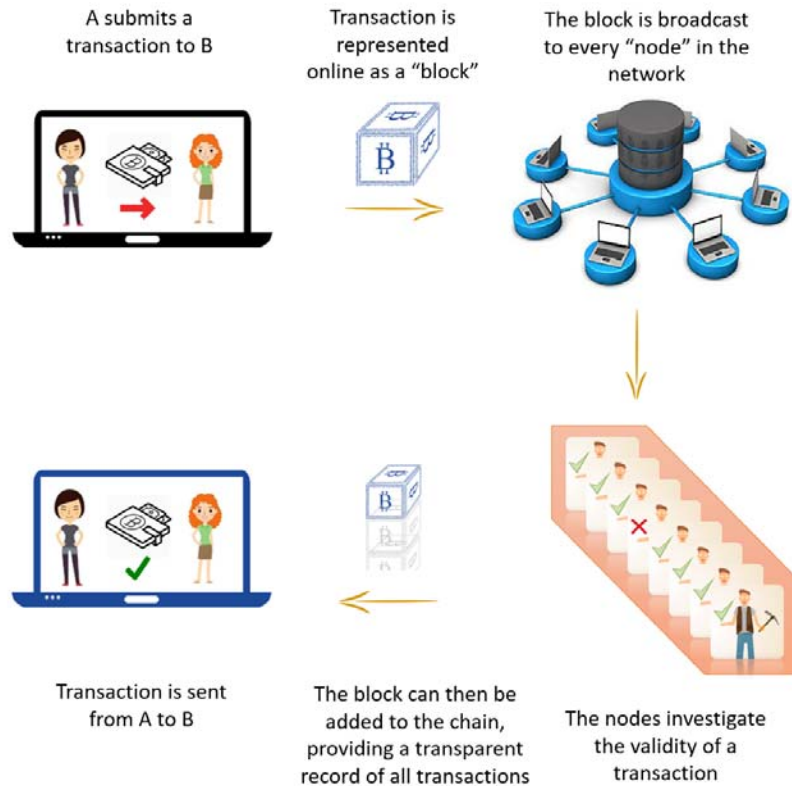 A submits a
transaction to B
Transaction is
represented
online as a “block”
The block is broadcast
to every “node” in the
network
Transaction is sent
from A to B
The block can then be
added to the chain,
providing a transparent
record of all transactions
The nodes investigate
the validity of a
transaction